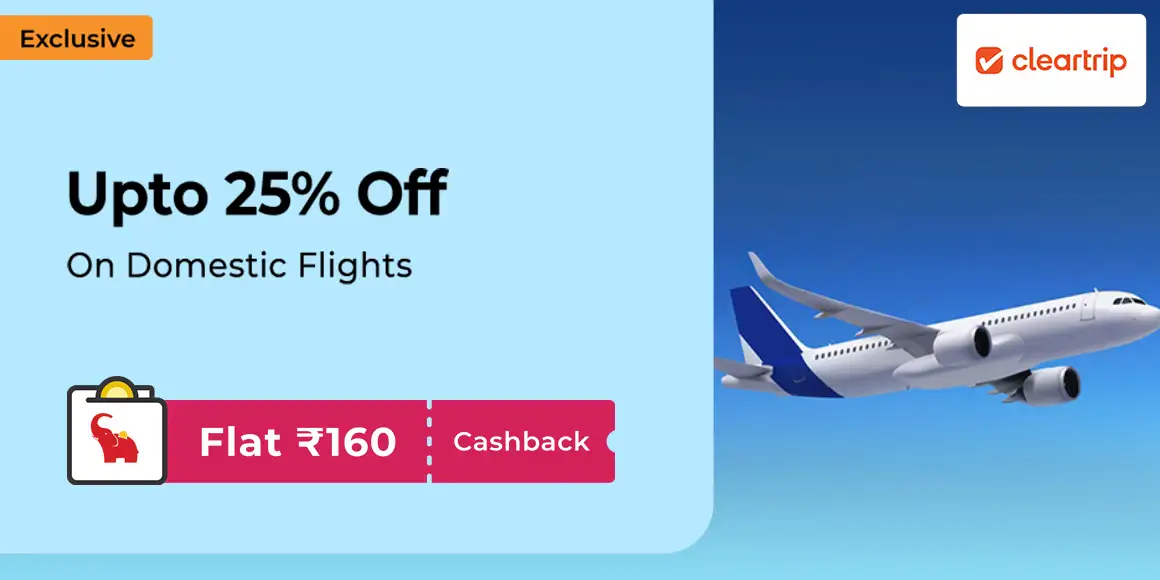 Exclusive
cleartrip
Upto 25% Off
On Domestic Flights
Flat ₹160
Cashback